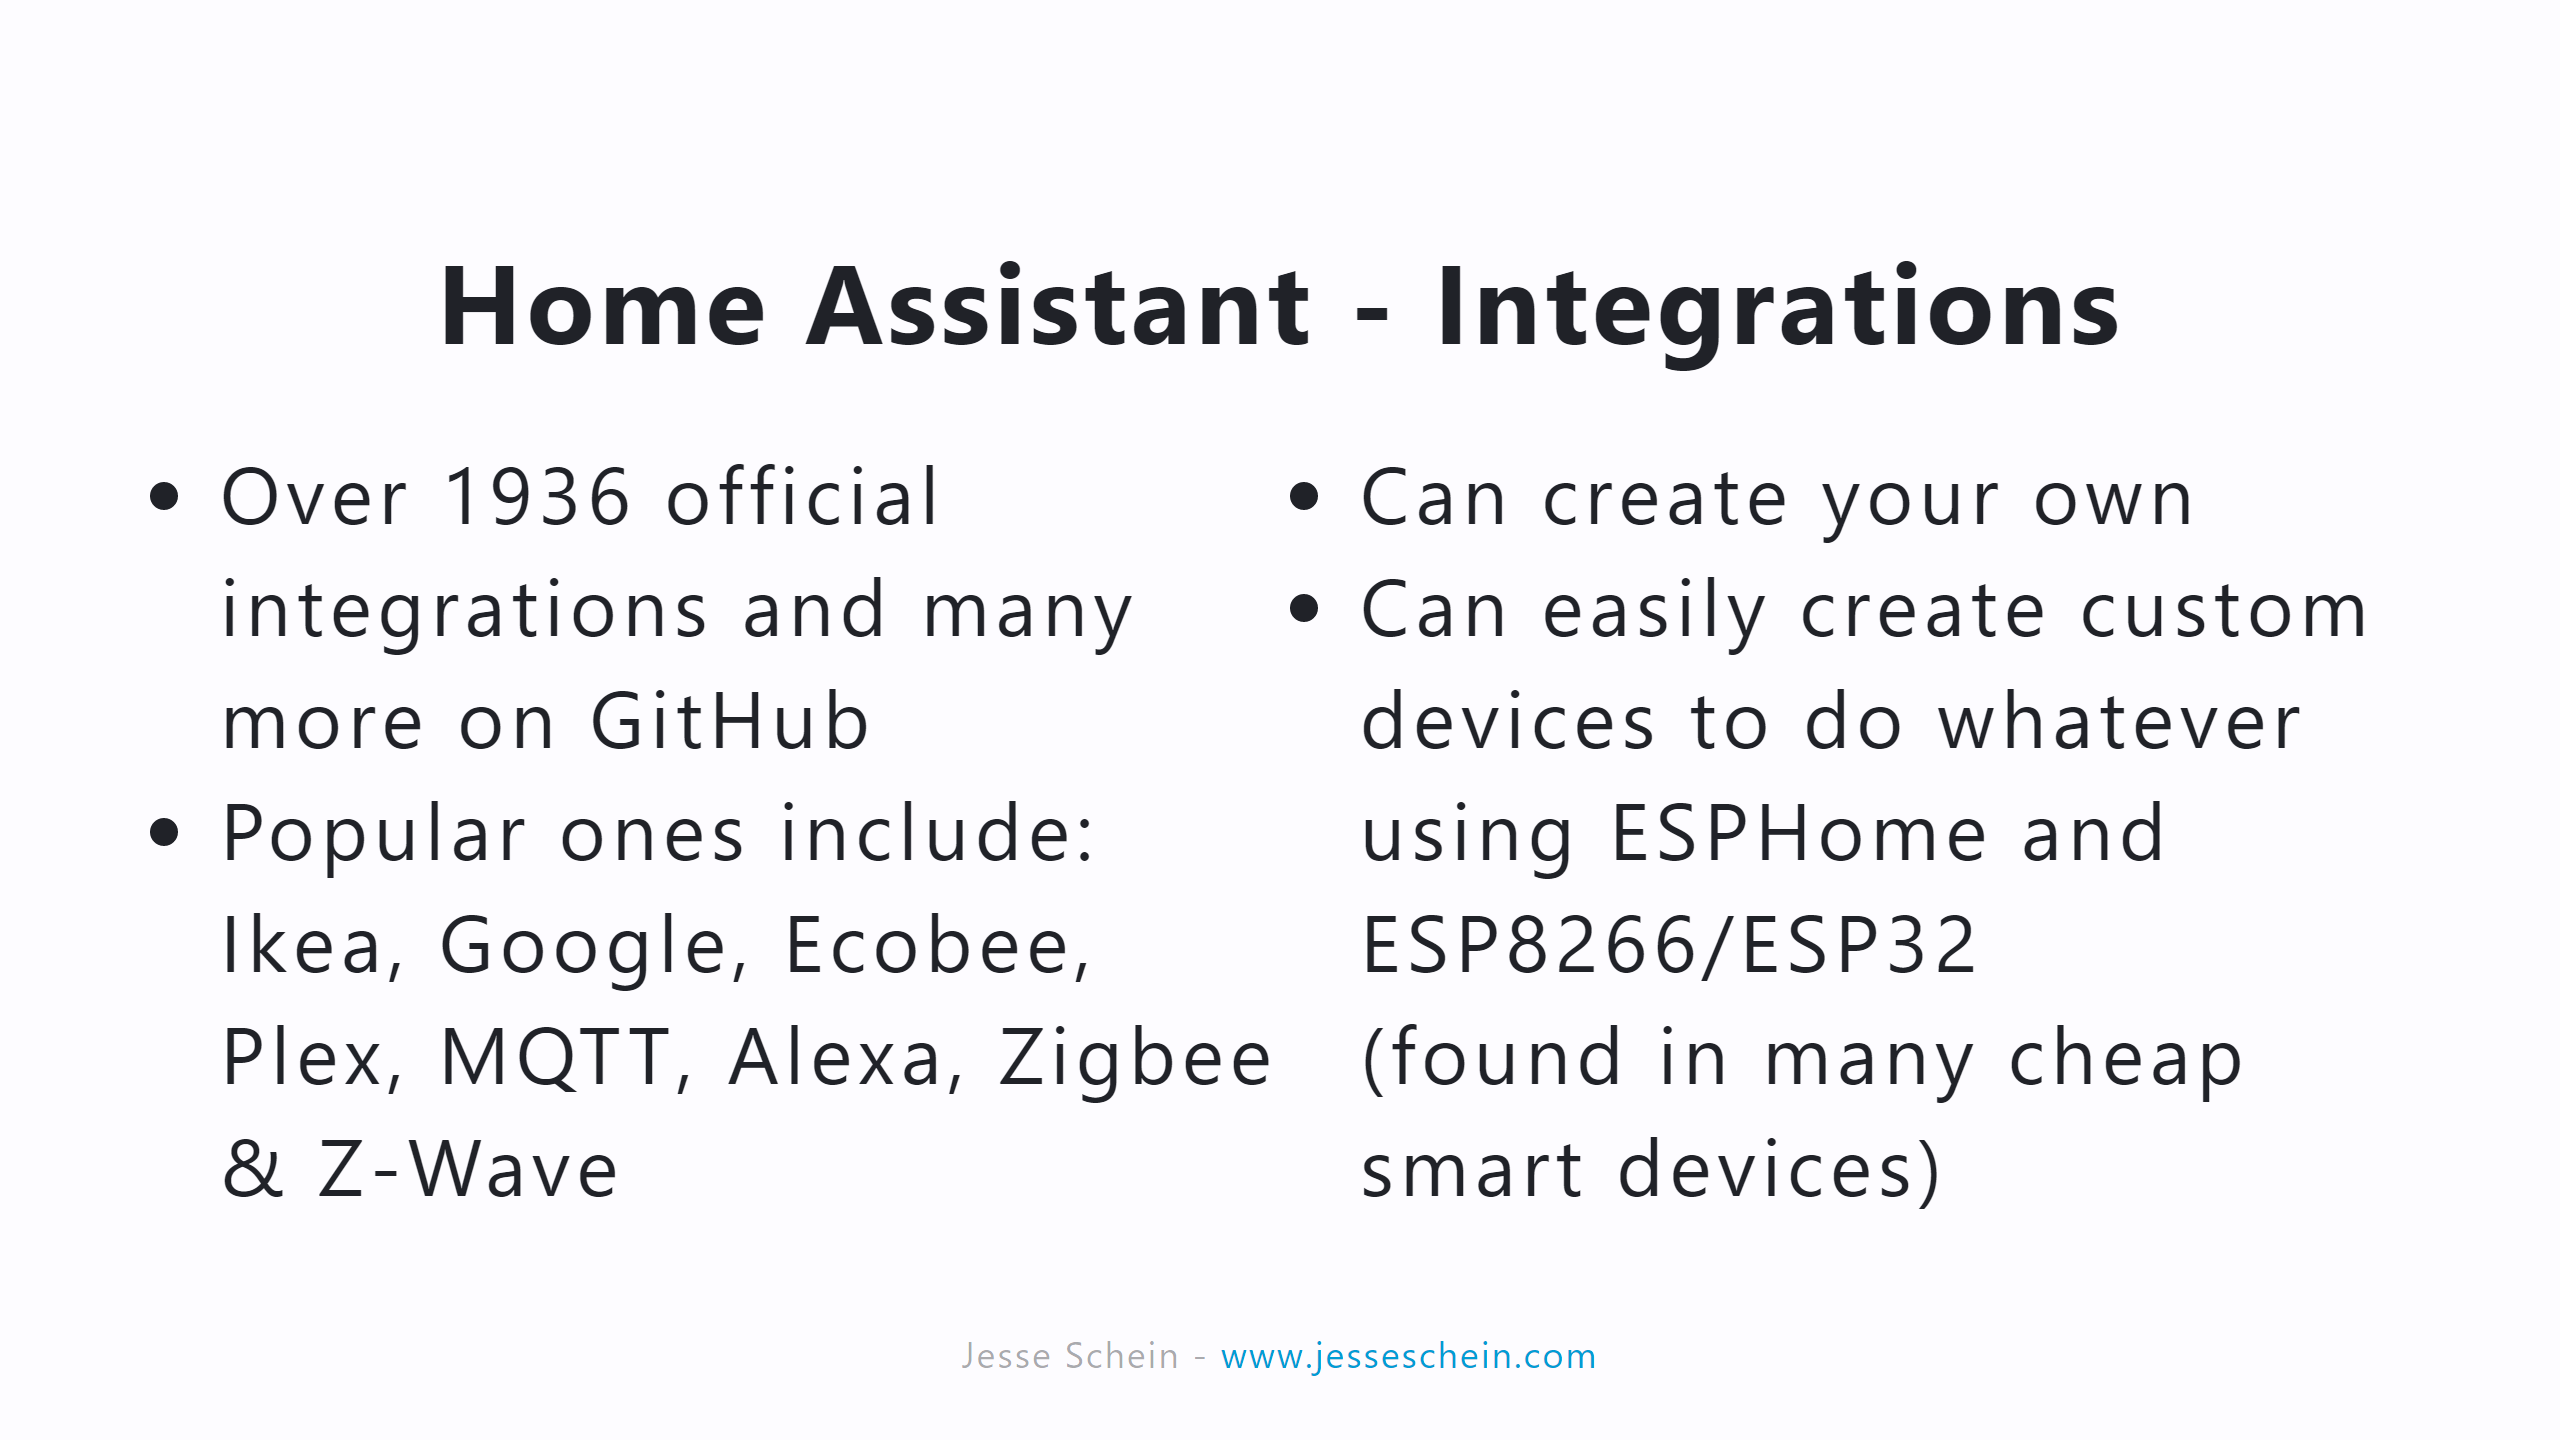 Home Assistant - Integrations
• Over 1936 official
integrations and many
more on GitHub
• Popular ones include:
Ikea, Google, Ecobee,
Plex, MQTT, Alexa, Zigbee
& Z-Wave
• Can create your own
• Can easily create custom
devices to do whatever
using ESPHome and
ESP8266/ESP32
(found in many cheap
smart devices)
Jesse Schein - www.jesseschein.com